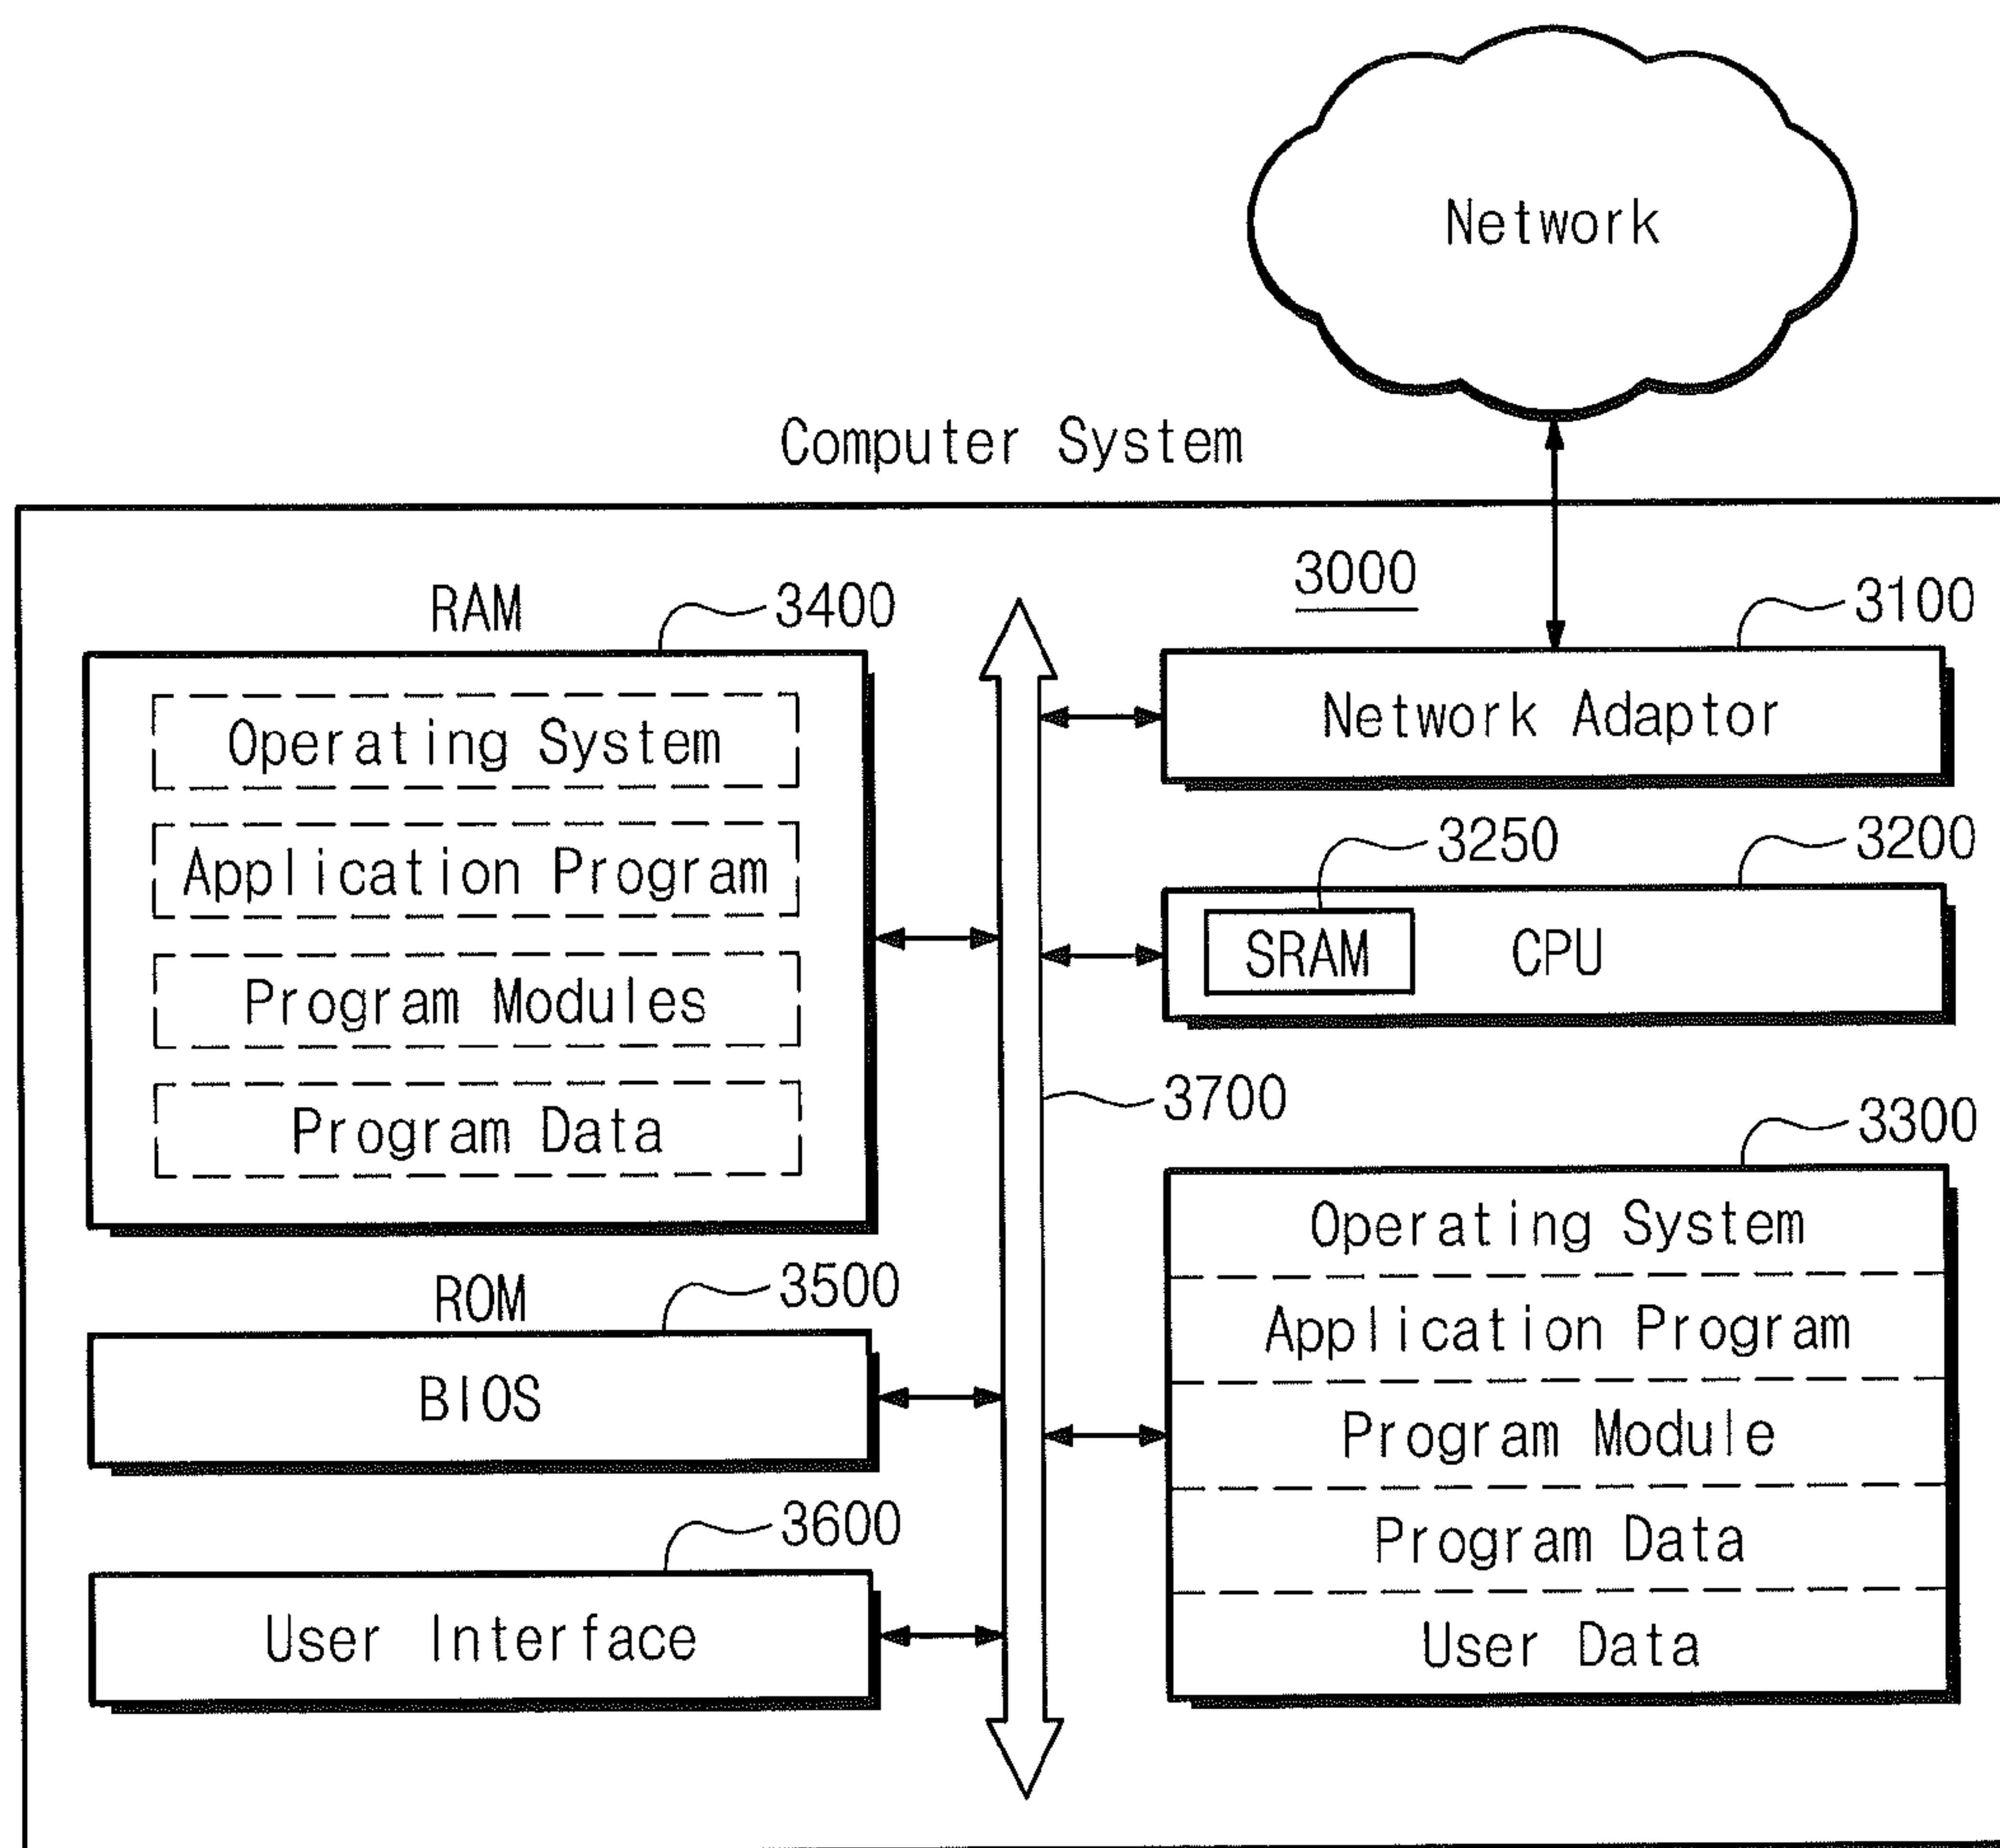 Network
Computer System
3000
RAM
3400
Operating System
Application Program
Program Modules
Program Data
ROM
3500
BIOS
3600
User Interface
3700
3100
Network Adaptor
3250
3200
SRAM
CPU
3300
Operating System
Application Program
Program Module
Program Data
User Data